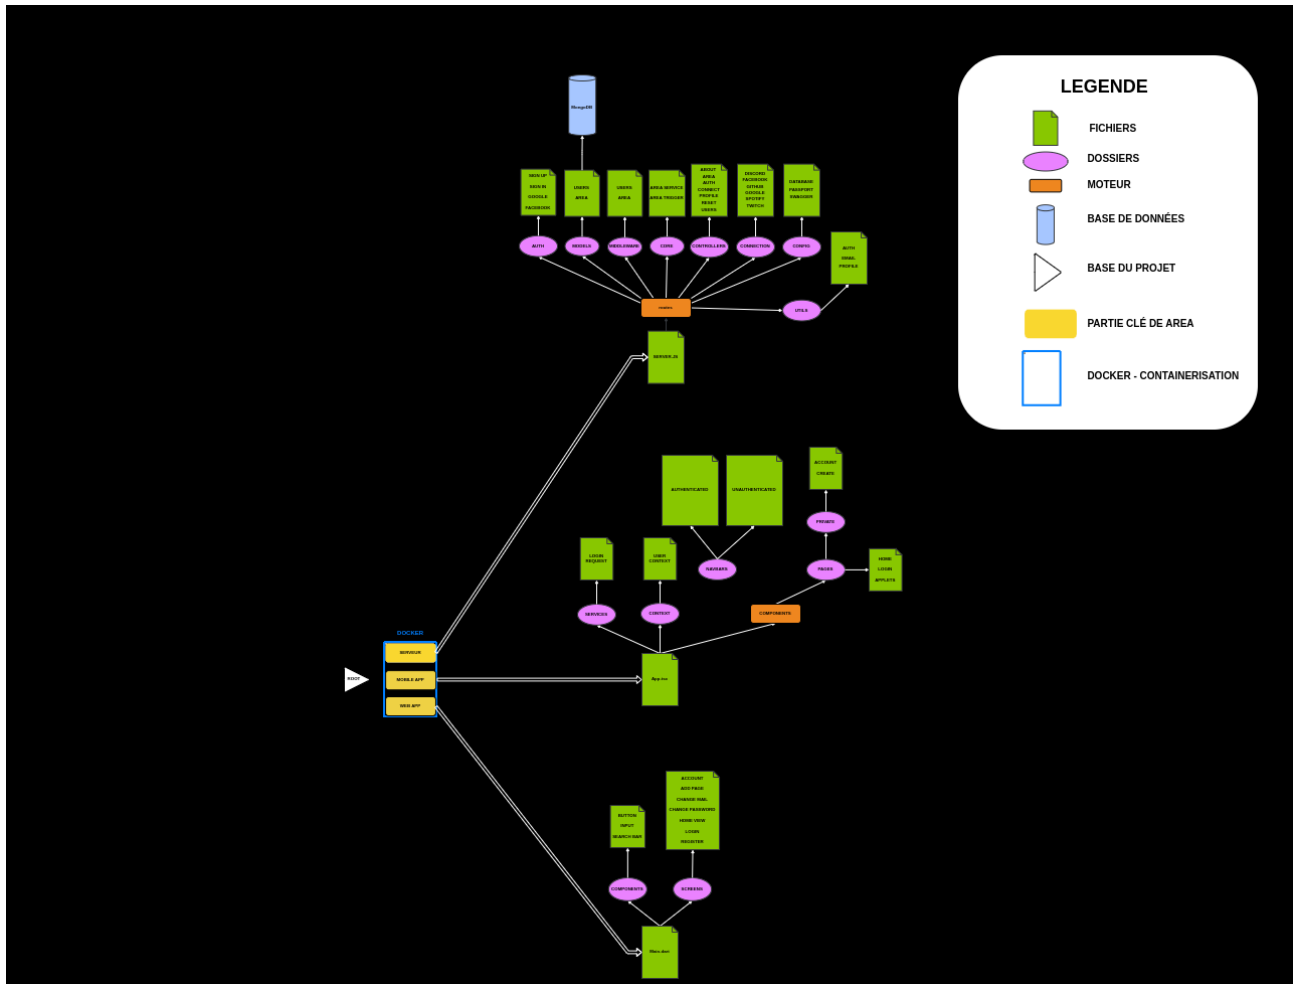 LEGENDE
FICHIERS
DOSSIERS
MOTEUR
BASE DE DONNÉES
BASE DU PROJET
PARTIE CLÉ DE AREA
DOCKER - CONTAINERISATION
MongoDB
SIGN UP
SIGN IN
GOOGLE
FACEBOOK
USERS
AREA
USERS
AREA
AREA SERVICE
AREA TRIGGER
ABOUT
AREA
AUTH
CONNECT
PROFILE
RESET
USERS
DISCORD
FACEBOOK
GITHUB
GOOGLE
SPOTIFY
TWITCH
DATABASE
PASSPORT
SWAGGER
AUTH
MODELS
MIDDLEWARE
CORE
CONTROLLERS
CONNECTION
CONFIG
AUTH
EMAIL
PROFILE
UTILS
SERVER.JS
ACCOUNT
CREATE
AUTHENTICATED
UNAUTHENTICATED
PRIVATE
LOGIN
REQUEST
USER
CONTEXT
NAVBARS
PAGES
HOME
LOGIN
APPLETS
SERVICES
CONTEXT
COMPONENTS
DOCKER
SERVEUR
MOBILE APP
WEB APP
ROOT
App.tsx
ACCOUNT
ADD PAGE
CHANGE MAIL
CHANGE PASSWORD
HOME VIEW
LOGIN
REGISTER
BUTTON
INPUT
SEARCH BAR
COMPONENTS
SCREENS
Main.dart